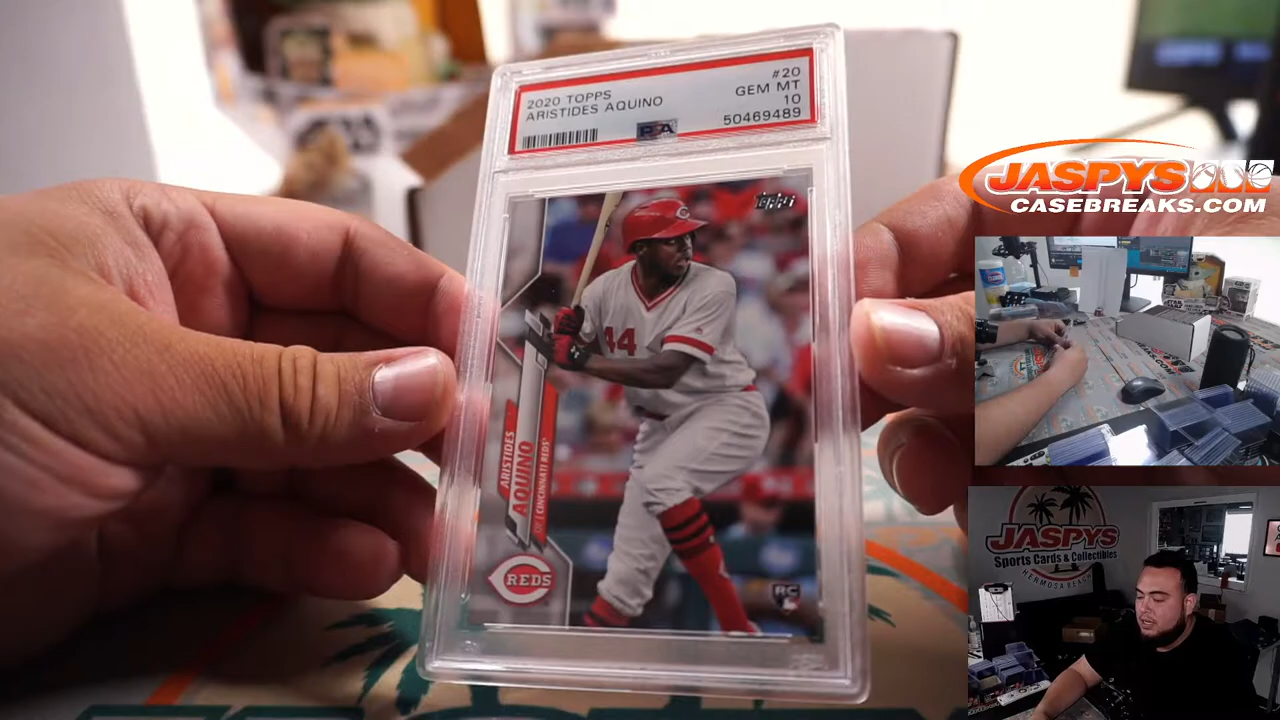 2020 TOPPS
ARISTIDES AQUINO
#20
GEM MT
10
50469489
PSA
Topps
44
ARISTIDES
AQUINO
OF | CINCINNATI REDS
REDS
RC
JASPYS
CASEBREAKS.COM
JASPYS
Sports Cards & Collectibles
HERMOSA BEACH